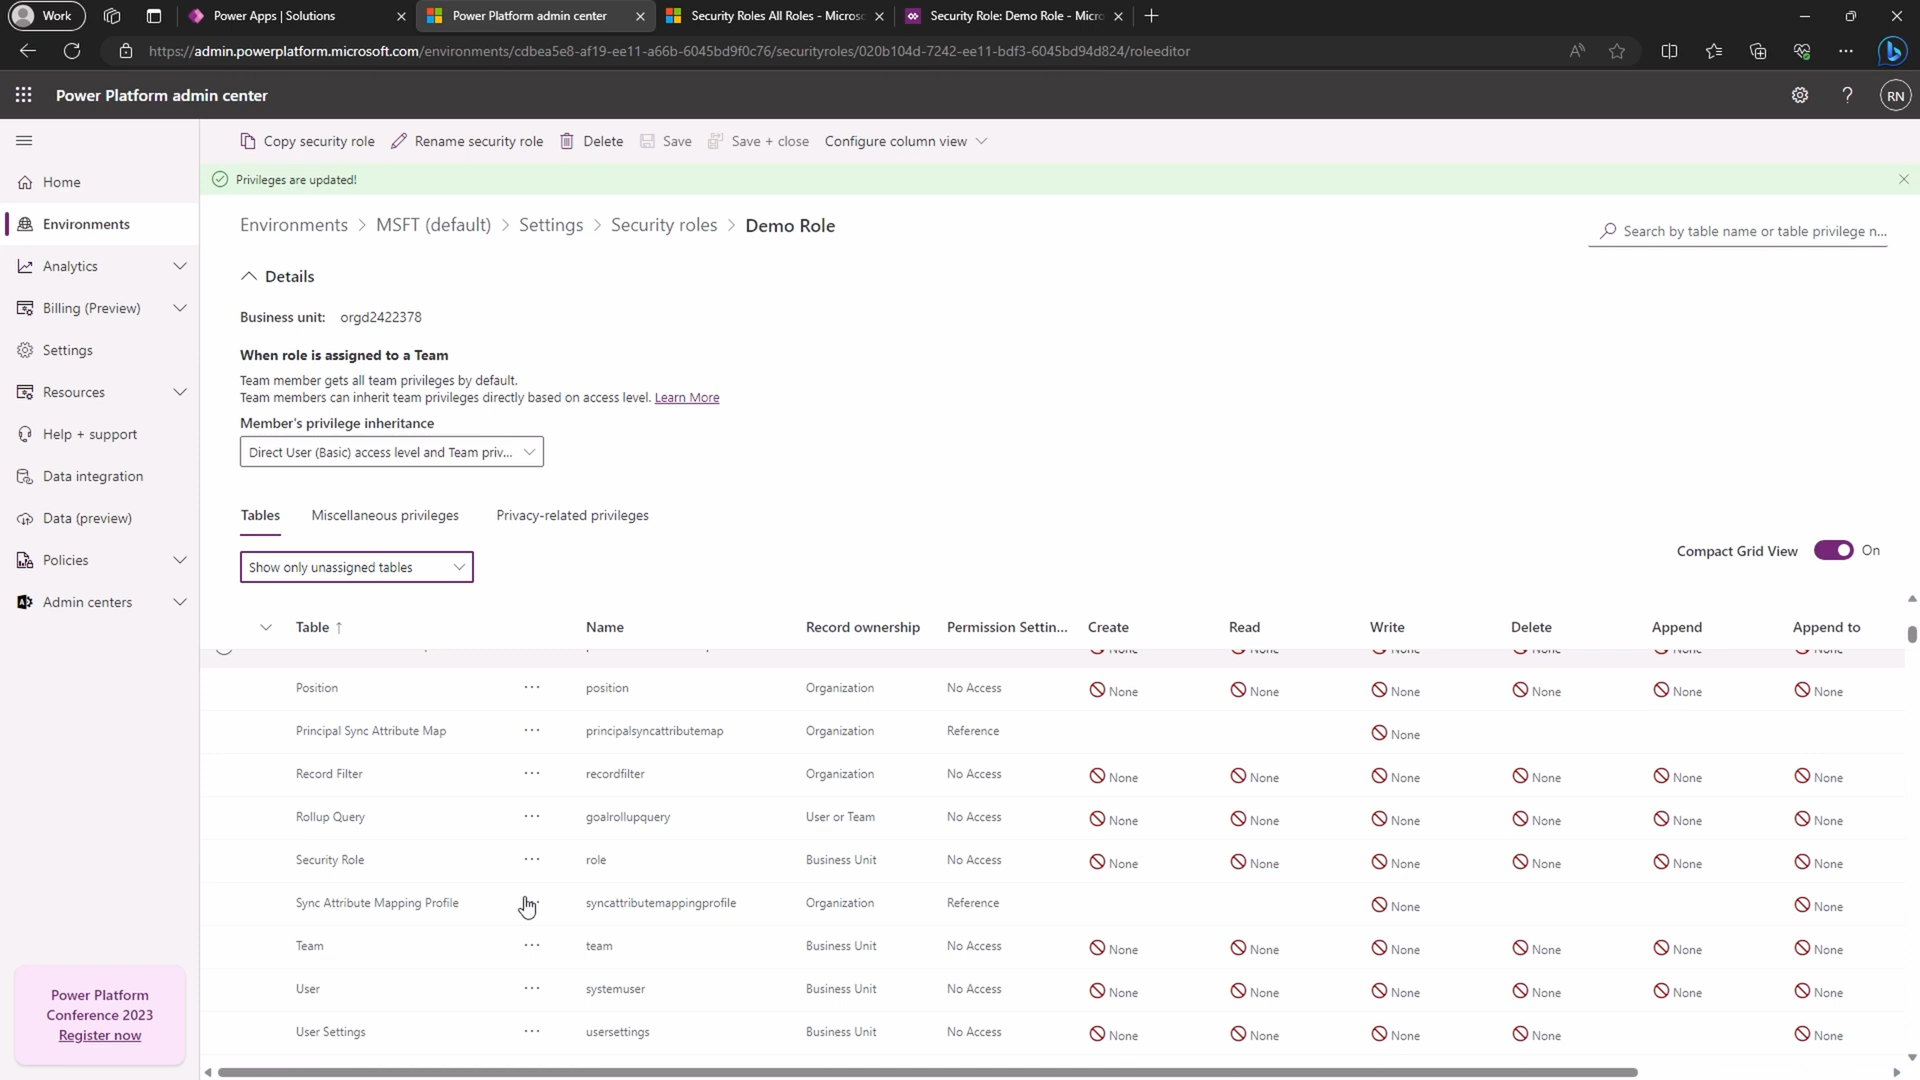 Work
Power Apps | Solutions
Power Platform admin center
Security Roles All Roles - Micros
Security Role: Demo Role - Micro
https://admin.powerplatform.microsoft.com/environments/cdbea5e8-af19-ee11-a66b-6045bd9f0c76/securityroles/020b104d-7242-ee11-bdf3-6045bd94d824/roleeditor
Power Platform admin center
RN
Copy security role Rename security role Delete Save Save + close Configure column view
Privileges are updated!
Home
Environments
Analytics
Billing (Preview)
Settings
Resources
Help + support
Data integration
Data (preview)
Policies
Admin centers
Power Platform
Conference 2023
Register now
Environments > MSFT (default) > Settings > Security roles > Demo Role
Search by table name or table privilege n...
Details
Business unit: orgd2422378
When role is assigned to a Team
Team member gets all team privileges by default.
Team members can inherit team privileges directly based on access level. Learn More
Member's privilege inheritance
Direct User (Basic) access level and Team priv...
Tables Miscellaneous privileges Privacy-related privileges
Show only unassigned tables
Compact Grid View On
Table ↑ Name Record ownership Permission Settin... Create Read Write Delete Append Append to
None None None None None None
Position ... position Organization No Access None None None None None None
Principal Sync Attribute Map ... principalsyncattributemap Organization Reference None
Record Filter ... recordfilter Organization No Access None None None None None None
Rollup Query ... goalrollupquery User or Team No Access None None None None None None
Security Role ... role Business Unit No Access None None None None None None
Sync Attribute Mapping Profile syncattributemappingprofile Organization Reference None None
Team ... team Business Unit No Access None None None None None None
User ... systemuser Business Unit No Access None None None None None None
User Settings ... usersettings Business Unit No Access None None None None None